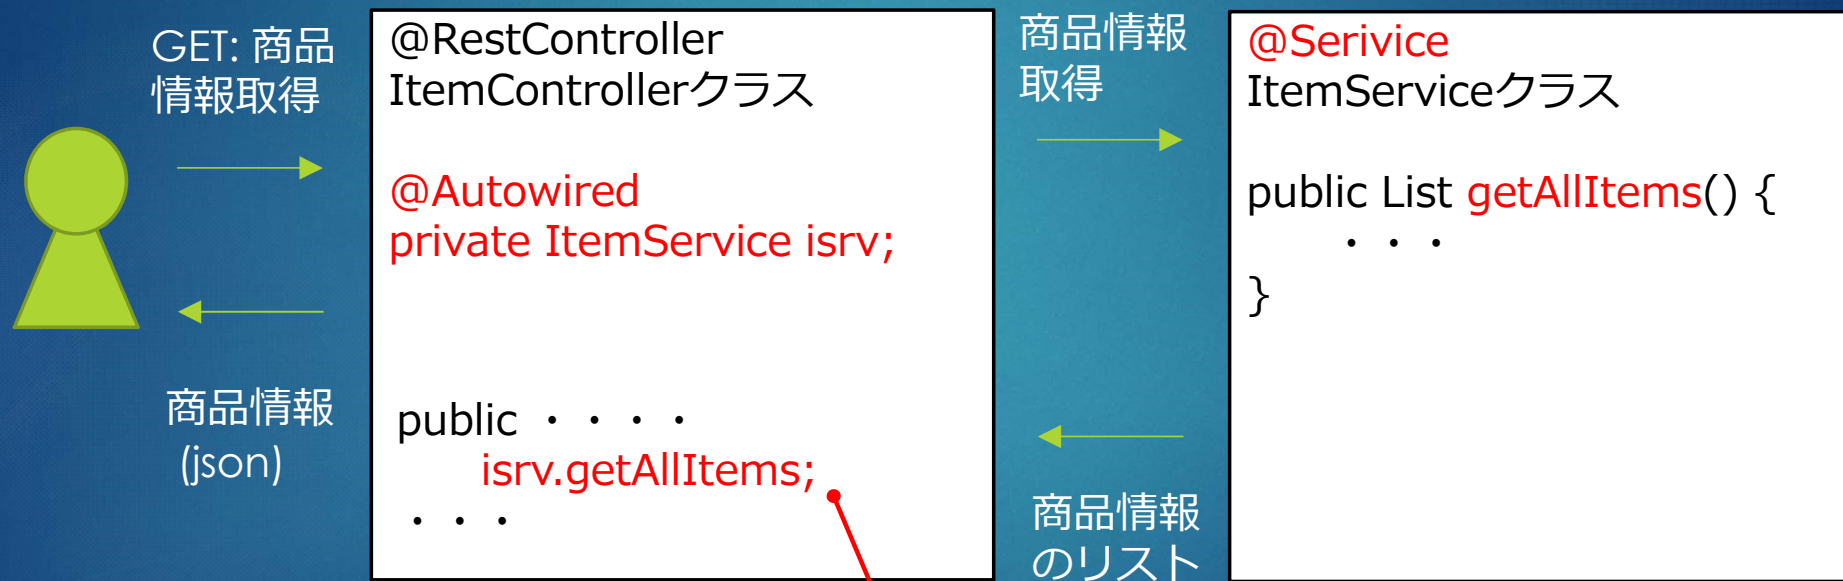 GET: 商品
情報取得
商品情報
(json)
@RestController
ItemControllerクラス
@Autowired
private ItemService isrv;
public ・・・・
isrv.getAllItems;
・・・
商品情報
取得
商品情報
のリスト
@Serivice
ItemServiceクラス
public List getAllItems() {
・・・
}